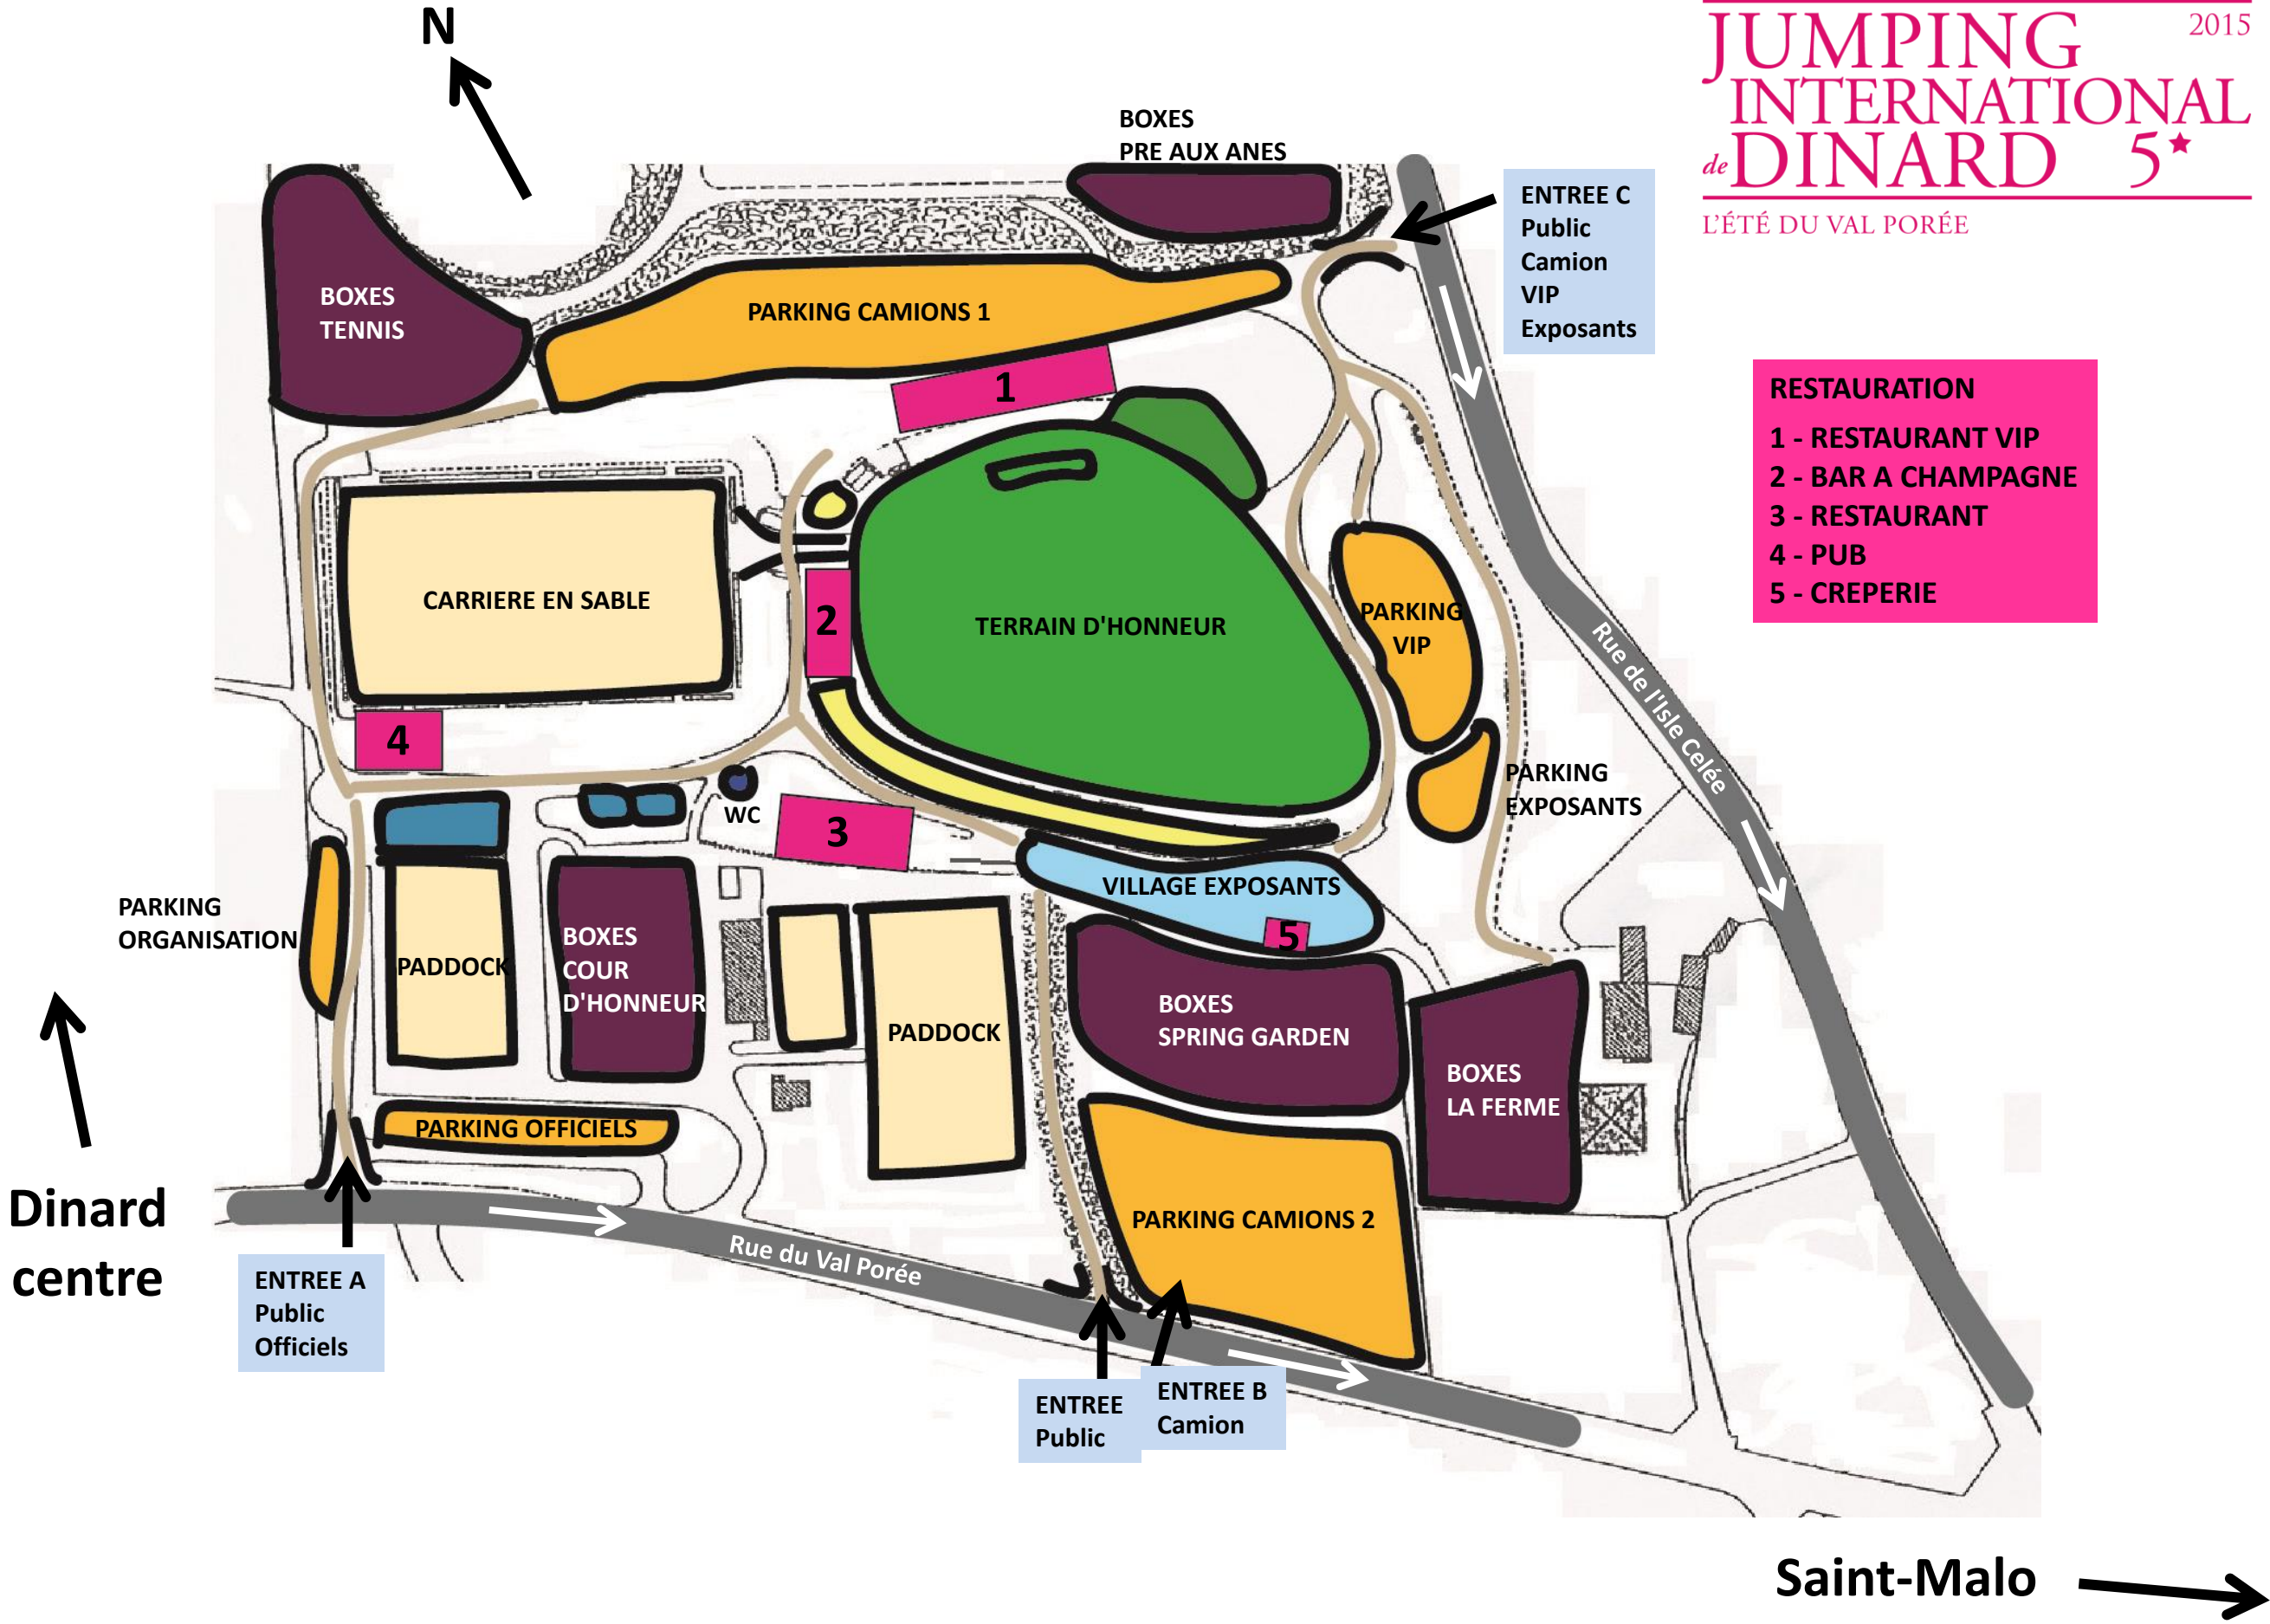 N
JUMPING 2015
INTERNATIONAL
de DINARD 5★
L'ÉTÉ DU VAL PORÉE
BOXES
PRE AUX ANES
ENTREE C
Public
Camion
VIP
Exposants
BOXES
TENNIS
PARKING CAMIONS 1
1
RESTAURATION
1 - RESTAURANT VIP
2 - BAR A CHAMPAGNE
3 - RESTAURANT
4 - PUB
5 - CREPERIE
CARRIERE EN SABLE
2
TERRAIN D'HONNEUR
PARKING
VIP
Rue de l'Isle Celée
4
PARKING
EXPOSANTS
WC
3
VILLAGE EXPOSANTS
5
PARKING
ORGANISATION
PADDOCK
BOXES
COUR
D'HONNEUR
PADDOCK
BOXES
SPRING GARDEN
BOXES
LA FERME
PARKING OFFICIELS
Dinard
centre
PARKING CAMIONS 2
Rue du Val Porée
ENTREE A
Public
Officiels
ENTREE
Public
ENTREE B
Camion
Saint-Malo